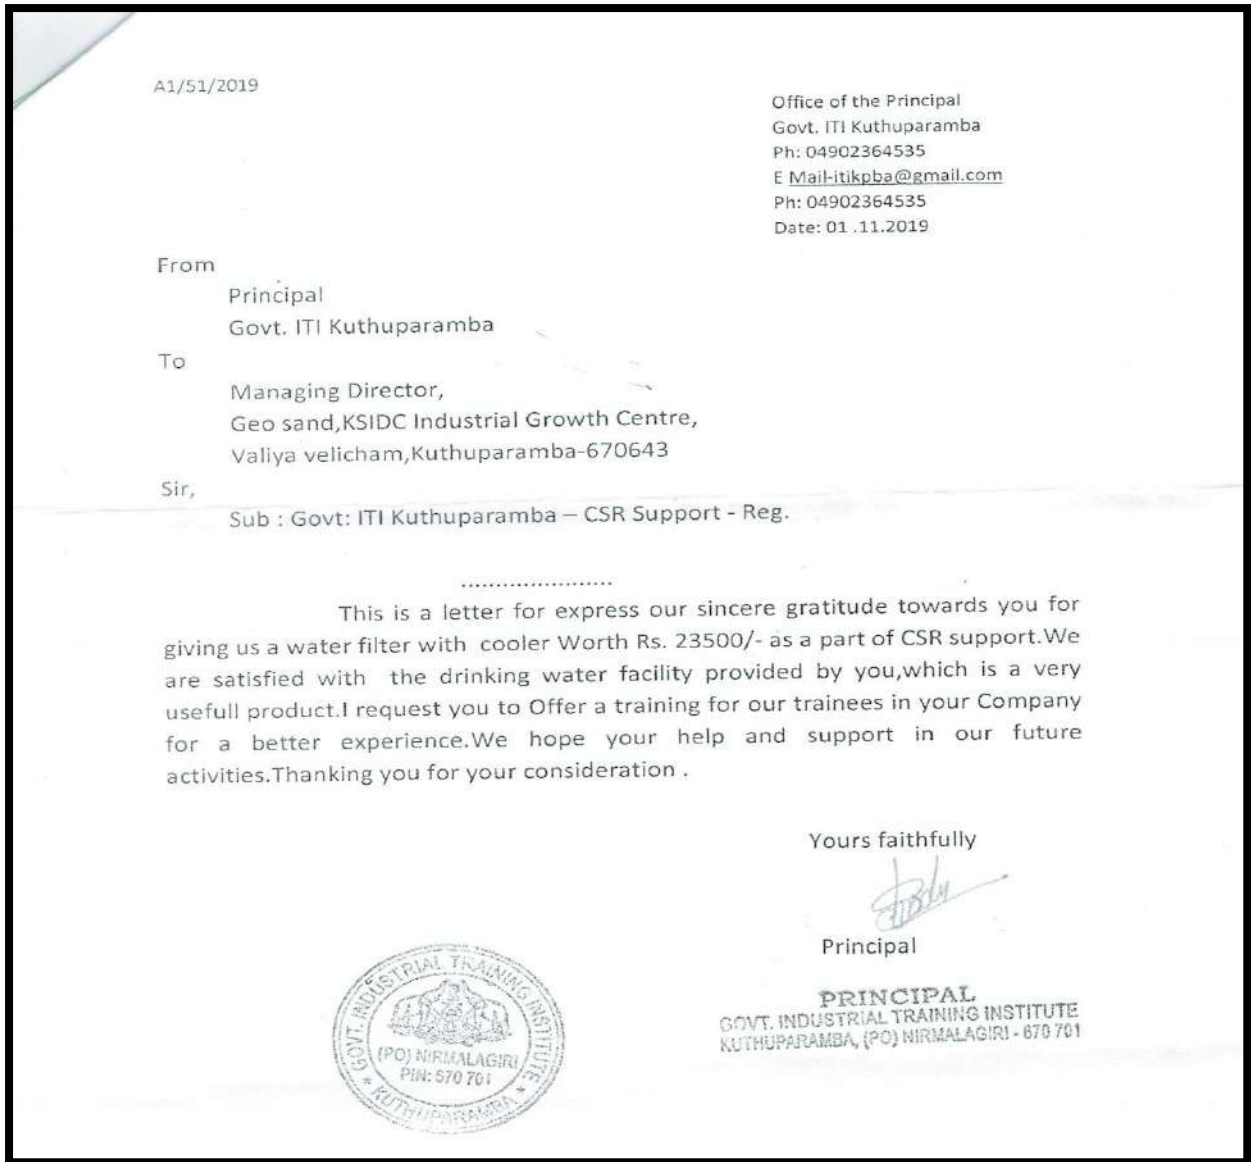 A1/51/2019
Office of the Principal
Govt. ITI Kuthuparamba
Ph: 04902364535
E Mail-itikpba@gmail.com
Ph: 04902364535
Date: 01 .11.2019
From
Principal
Govt. ITI Kuthuparamba
To
Managing Director,
Geo sand,KSIDC Industrial Growth Centre,
Valiya velicham,Kuthuparamba-670643
Sir,
Sub : Govt: ITI Kuthuparamba – CSR Support - Reg.
......................
This is a letter for express our sincere gratitude towards you for
giving us a water filter with cooler Worth Rs. 23500/- as a part of CSR support.We
are satisfied with the drinking water facility provided by you,which is a very
usefull product.I request you to Offer a training for our trainees in your Company
for a better experience.We hope your help and support in our future
activities.Thanking you for your consideration .
Yours faithfully
Principal
PRINCIPAL
GOVT. INDUSTRIAL TRAINING INSTITUTE
KUTHUPARAMBA, (PO) NIRMALAGIRI - 670 701
GOVT. INDUSTRIAL TRAINING INSTITUTE
(PO) NIRMALAGIRI
PIN: 670 701
* KUTHUPARAMBA *